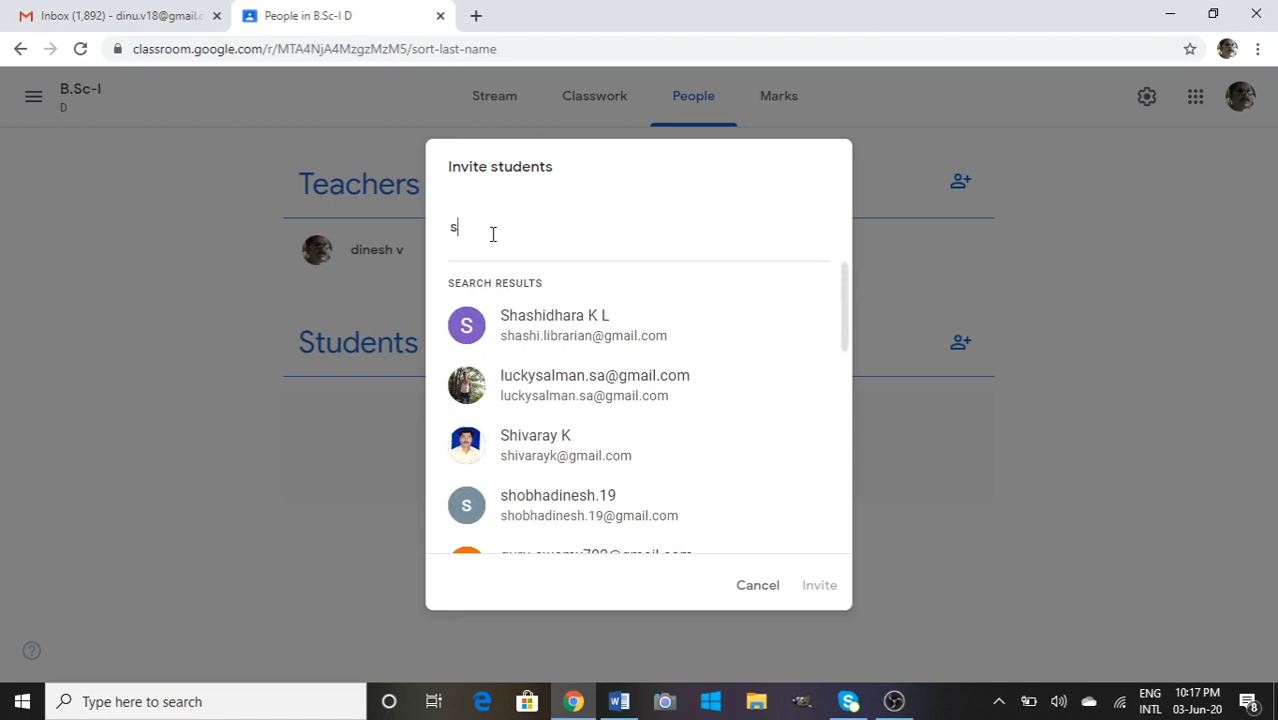 Inbox (1,892) - dinu.v18@gmail.c
People in B.Sc-I D
classroom.google.com/r/MTA4NjA4MzgzMzM5/sort-last-name
B.Sc-I
D
Stream
Classwork
People
Marks
Invite students
Teachers
s
dinesh v
SEARCH RESULTS
S
Shashidhara K L
shashi.librarian@gmail.com
Students
luckysalman.sa@gmail.com
luckysalman.sa@gmail.com
Shivaray K
shivarayk@gmail.com
s
shobhadinesh.19
shobhadinesh.19@gmail.com
Cancel
Invite
Type here to search
ENG
INTL
10:17 PM
03-Jun-20
8